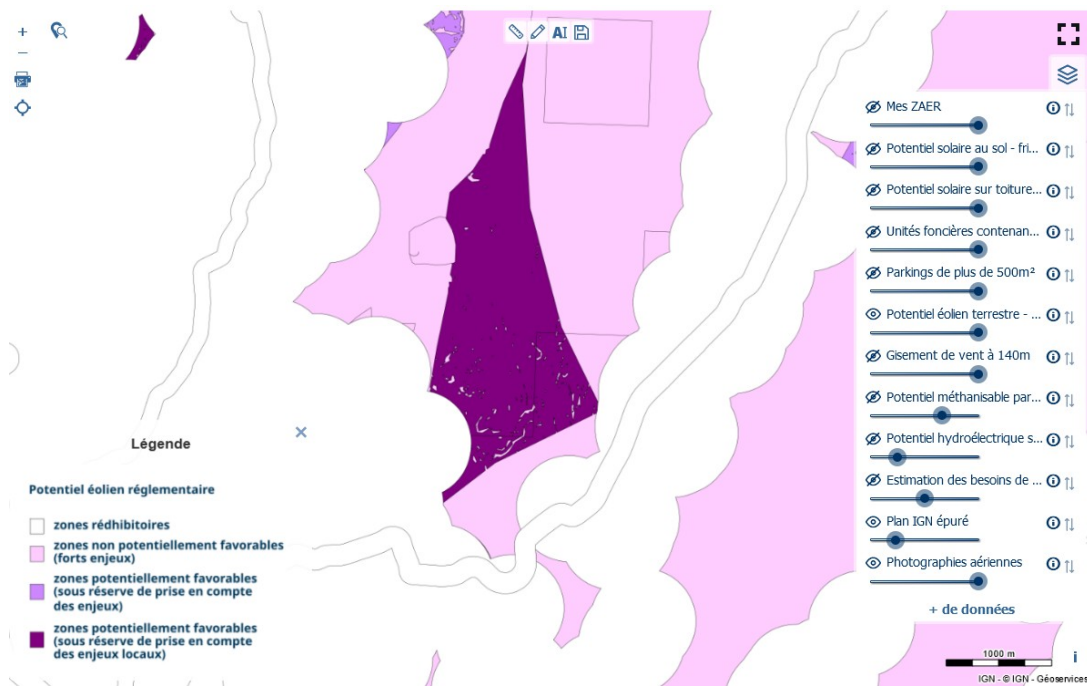 +
AI
−
Mes ZAER
Potentiel solaire au sol - fri...
Potentiel solaire sur toiture...
Unités foncières contenan...
Parkings de plus de 500m²
Potentiel éolien terrestre - ...
Gisement de vent à 140m
Potentiel méthanisable par...
Potentiel hydroélectrique s...
Estimation des besoins de ...
Plan IGN épuré
Photographies aériennes
+ de données
Légende
Potentiel éolien réglementaire
zones rédhibitoires
zones non potentiellement favorables
(forts enjeux)
zones potentiellement favorables
(sous réserve de prise en compte
des enjeux)
zones potentiellement favorables
(sous réserve de prise en compte
des enjeux locaux)
1000 m
i
IGN - © IGN - Géoservices